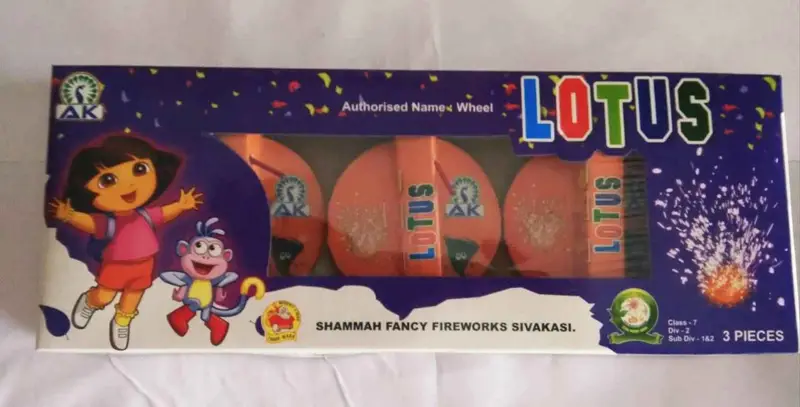 AK
Authorised Name : Wheel
LOTUS
AK
LOTUS
AK
LOTUS
SHAMMAH FANCY FIREWORKS SIVAKASI.
Class - 7
Div - 2
Sub Div - 1&2
3 PIECES